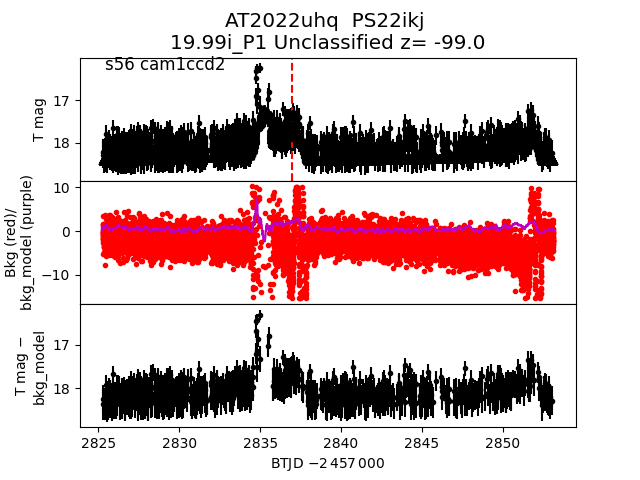 AT2022uhq  PS22ikj
19.99i_P1 Unclassified z= -99.0
s56 cam1ccd2
T mag
17
18
Bkg (red)/
bkg_model (purple)
10
0
−10
T mag −
bkg_model
17
18
2825
2830
2835
2840
2845
2850
BTJD −2 457 000